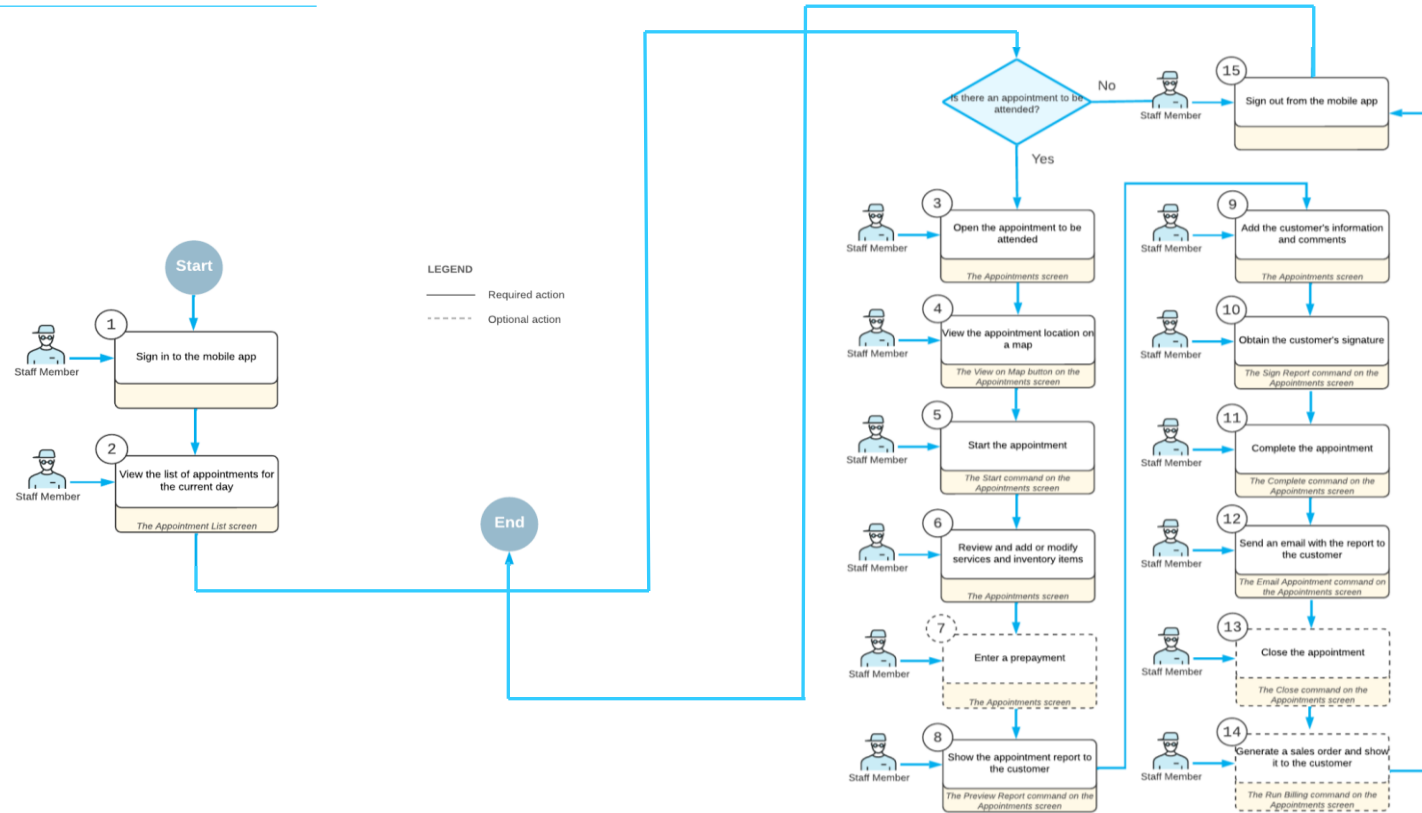 Start
1
Sign in to the mobile app
Staff Member
2
View the list of appointments for
the current day
The Appointment List screen
Staff Member
LEGEND
Required action
Optional action
End
Is there an appointment to be
attended?
No
Yes
15
Sign out from the mobile app
Staff Member
3
Open the appointment to be
attended
The Appointments screen
Staff Member
4
View the appointment location on
a map
The View on Map button on the
Appointments screen
Staff Member
5
Start the appointment
The Start command on the
Appointments screen
Staff Member
6
Review and add or modify
services and inventory items
The Appointments screen
Staff Member
7
Enter a prepayment
The Appointments screen
Staff Member
8
Show the appointment report to
the customer
The Preview Report command on the
Appointments screen
Staff Member
9
Add the customer's information
and comments
The Appointments screen
Staff Member
10
Obtain the customer's signature
The Sign Report command on the
Appointments screen
Staff Member
11
Complete the appointment
The Complete command on the
Appointments screen
Staff Member
12
Send an email with the report to
the customer
The Email Appointment command on
the Appointments screen
Staff Member
13
Close the appointment
The Close command on the
Appointments screen
Staff Member
14
Generate a sales order and show
it to the customer
The Run Billing command on the
Appointments screen
Staff Member